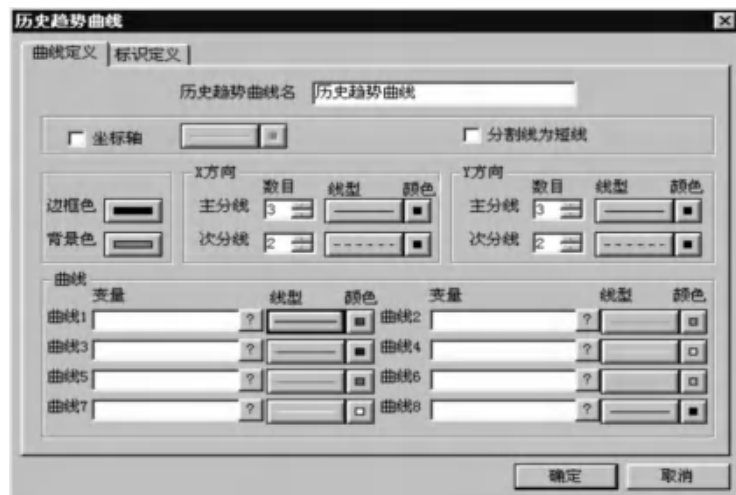 历史趋势曲线
曲线定义 标识定义
历史趋势曲线名 历史趋势曲线
坐标轴 分割线为短线
X方向 Y方向
数目 线型 颜色 数目 线型 颜色
边框色 主分线 3 主分线 3
背景色 次分线 2 次分线 2
曲线
变量 线型 颜色 变量 线型 颜色
曲线1 ? 曲线2 ?
曲线3 ? 曲线4 ?
曲线5 ? 曲线6 ?
曲线7 ? 曲线8 ?
确定 取消